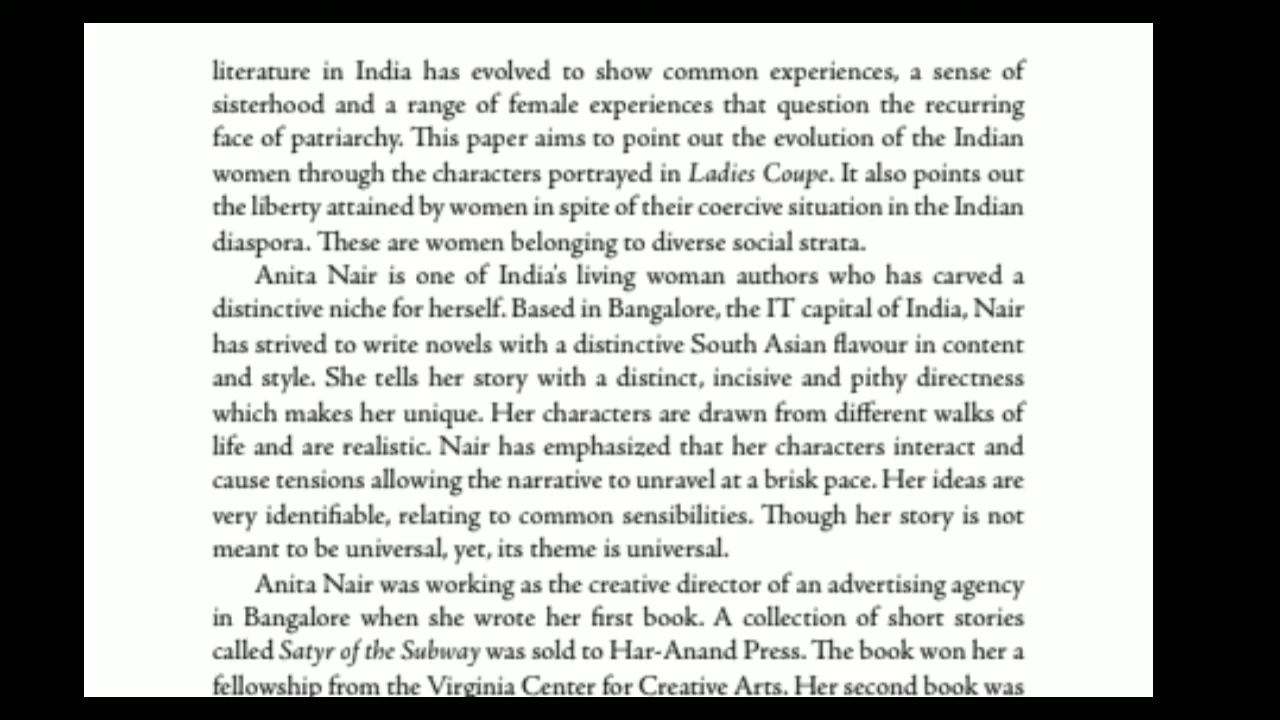 literature in India has evolved to show common experiences, a sense of
sisterhood and a range of female experiences that question the recurring
face of patriarchy. This paper aims to point out the evolution of the Indian
women through the characters portrayed in Ladies Coupe. It also points out
the liberty attained by women in spite of their coercive situation in the Indian
diaspora. These are women belonging to diverse social strata.
Anita Nair is one of India's living woman authors who has carved a
distinctive niche for herself. Based in Bangalore, the IT capital of India, Nair
has strived to write novels with a distinctive South Asian flavour in content
and style. She tells her story with a distinct, incisive and pithy directness
which makes her unique. Her characters are drawn from different walks of
life and are realistic. Nair has emphasized that her characters interact and
cause tensions allowing the narrative to unravel at a brisk pace. Her ideas are
very identifiable, relating to common sensibilities. Though her story is not
meant to be universal, yet, its theme is universal.
Anita Nair was working as the creative director of an advertising agency
in Bangalore when she wrote her first book. A collection of short stories
called Satyr of the Subway was sold to Har-Anand Press. The book won her a
fellowship from the Virginia Center for Creative Arts. Her second book was